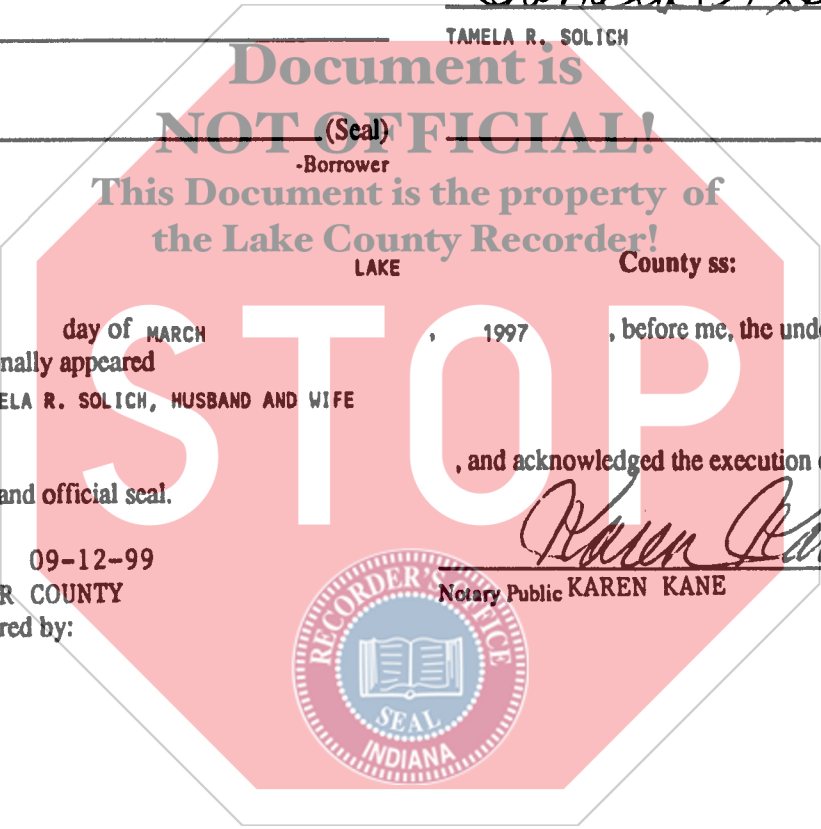 TAMELA R. SOLICH
Document is
NOT OFFICIAL!
(Seal)
-Borrower
This Document is the property of
the Lake County Recorder!
LAKE County ss:
day of MARCH , 1997 , before me, the und
nally appeared
ELA R. SOLICH, HUSBAND AND WIFE
STOP
, and acknowledged the execution
and official seal.
Karen Ka
09-12-99
Notary Public KAREN KANE
R COUNTY
red by:
RECORDER'S OFFICE
SEAL
INDIANA